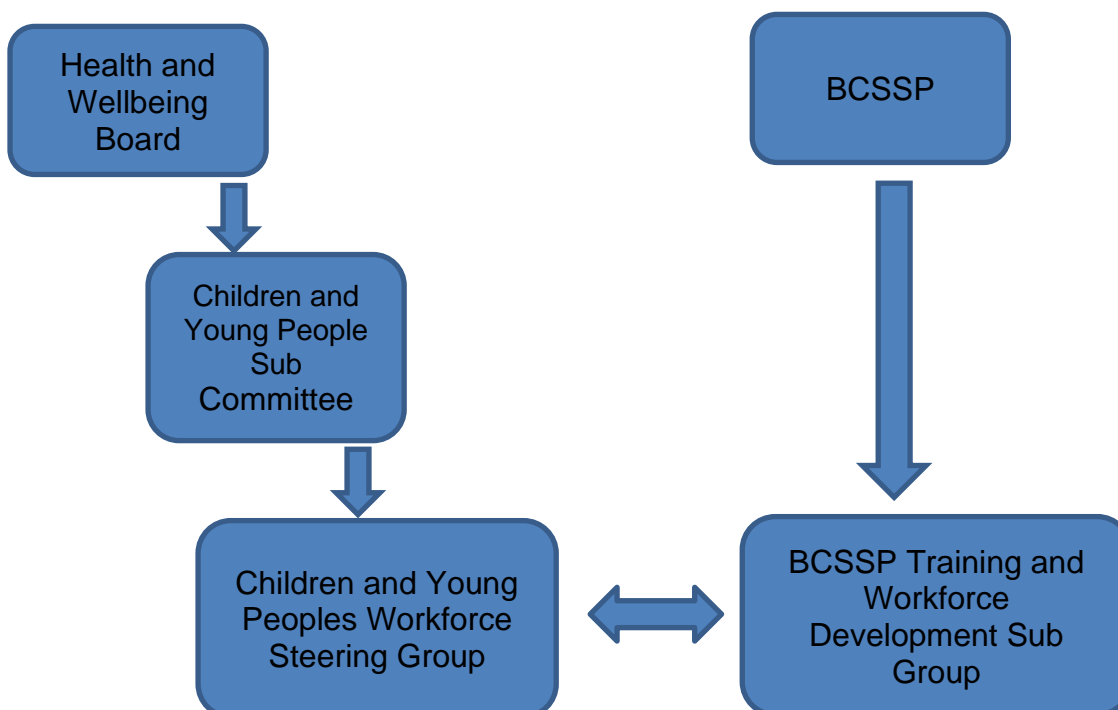 Health and
Wellbeing
Board
BCSSP
Children and
Young People
Sub
Committee
Children and Young
Peoples Workforce
Steering Group
BCSSP Training and
Workforce
Development Sub
Group